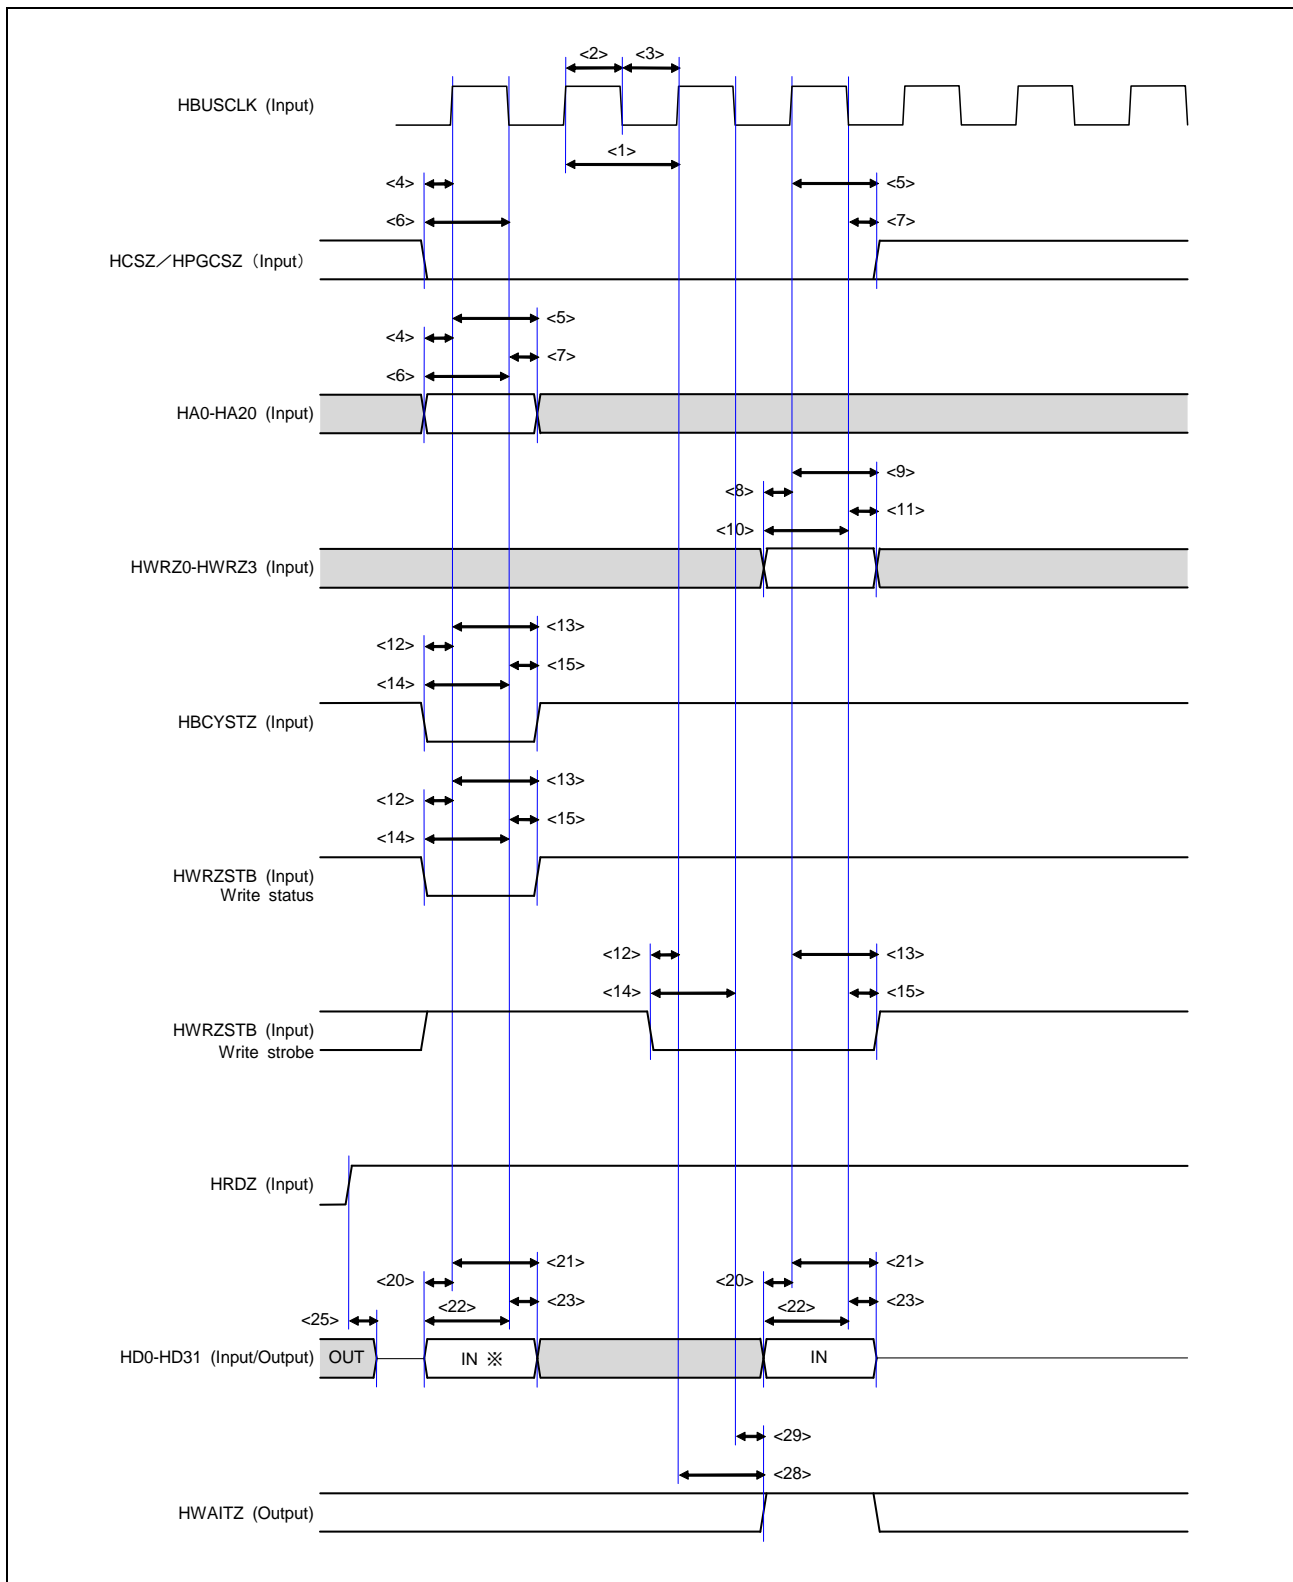 <2> <3>
HBUSCLK (Input)
<1>
<4> <5>
<6> <7>
HCSZ／HPGCSZ（Input）
<5>
<4>
<7>
<6>
HA0-HA20 (Input)
<9>
<8>
<11>
<10>
HWRZ0-HWRZ3 (Input)
<13>
<12>
<15>
<14>
HBCYSTZ (Input)
<13>
<12>
<15>
<14>
HWRZSTB (Input)
Write status
<12> <13>
<14> <15>
HWRZSTB (Input)
Write strobe
HRDZ (Input)
<21> <21>
<20> <20>
<22> <23> <22> <23>
<25>
HD0-HD31 (Input/Output) OUT IN ※ IN
<29>
<28>
HWAITZ (Output)